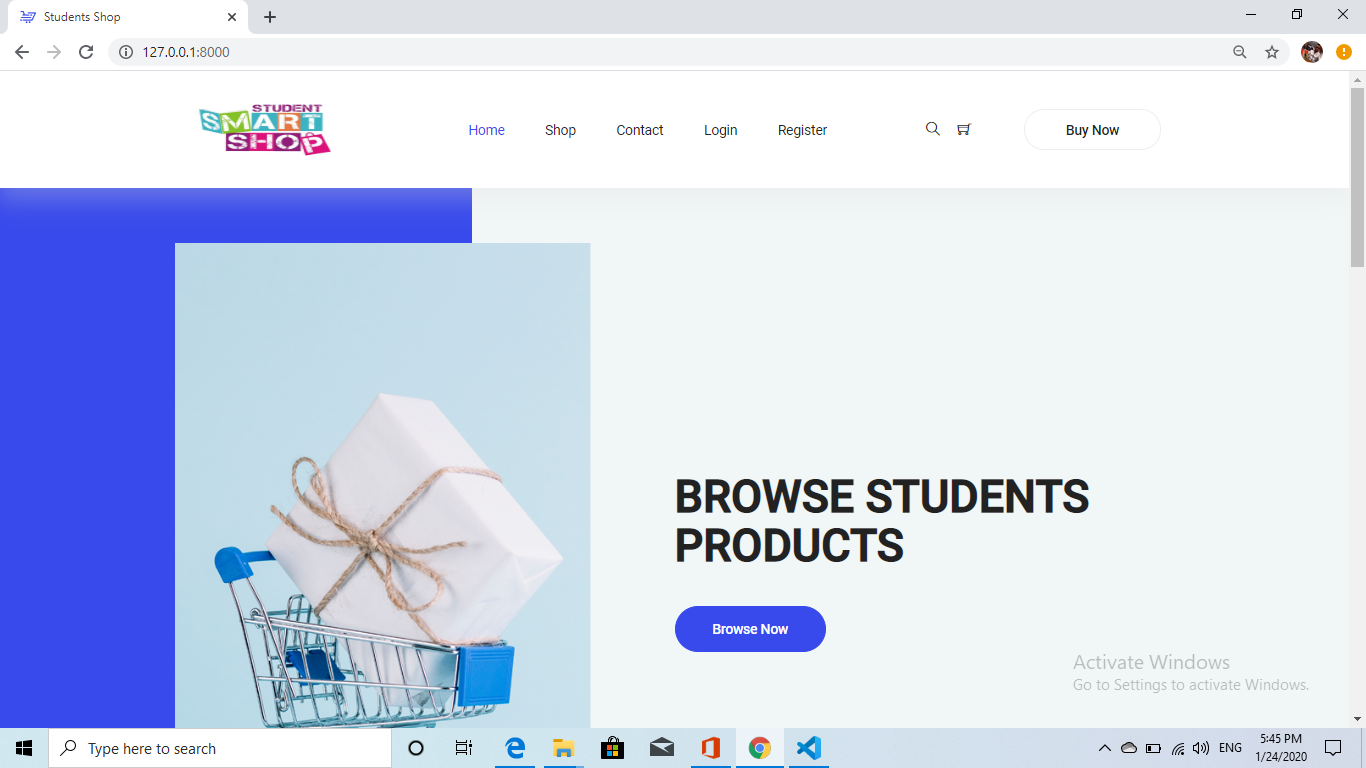 Students Shop
127.0.0.1:8000
STUDENT
SMART
SHOP
Home Shop Contact Login Register Buy Now
BROWSE STUDENTS
PRODUCTS
Browse Now
Activate Windows
Go to Settings to activate Windows.
Type here to search
ENG
5:45 PM
1/24/2020